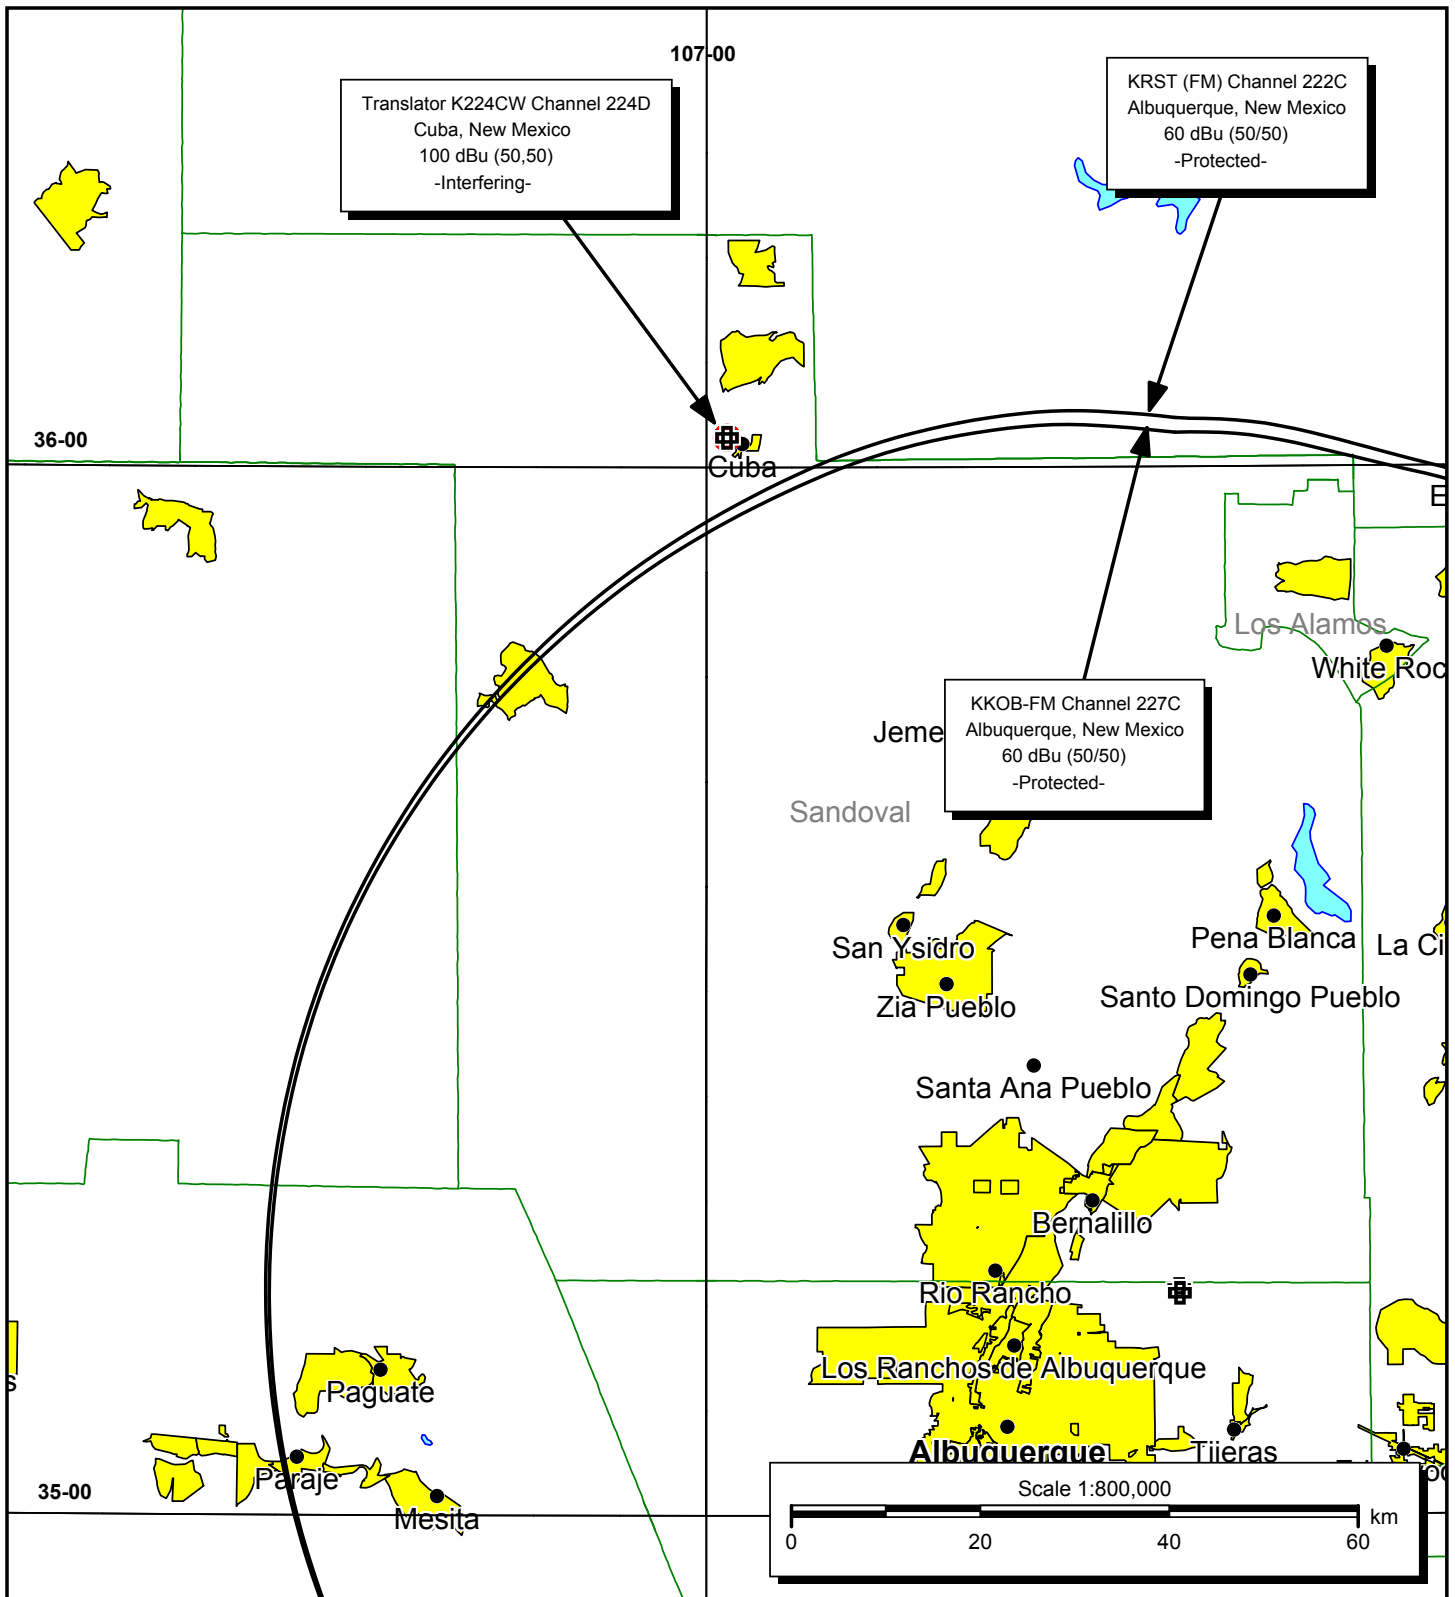 107-00
Translator K224CW Channel 224D
Cuba, New Mexico
100 dBu (50,50)
-Interfering-
KRST (FM) Channel 222C
Albuquerque, New Mexico
60 dBu (50/50)
-Protected-
36-00
Cuba
E
Los Alamos
White Roc
KKOB-FM Channel 227C
Albuquerque, New Mexico
60 dBu (50/50)
-Protected-
Jeme
Sandoval
San Ysidro
Pena Blanca
La Ci
Zia Pueblo
Santo Domingo Pueblo
Santa Ana Pueblo
Bernalillo
Rio Rancho
Los Ranchos de Albuquerque
s
Paguate
Albuquerque
Tijeras
Paraje
35-00
Mesita
Scale 1:800,000
km
0 20 40 60